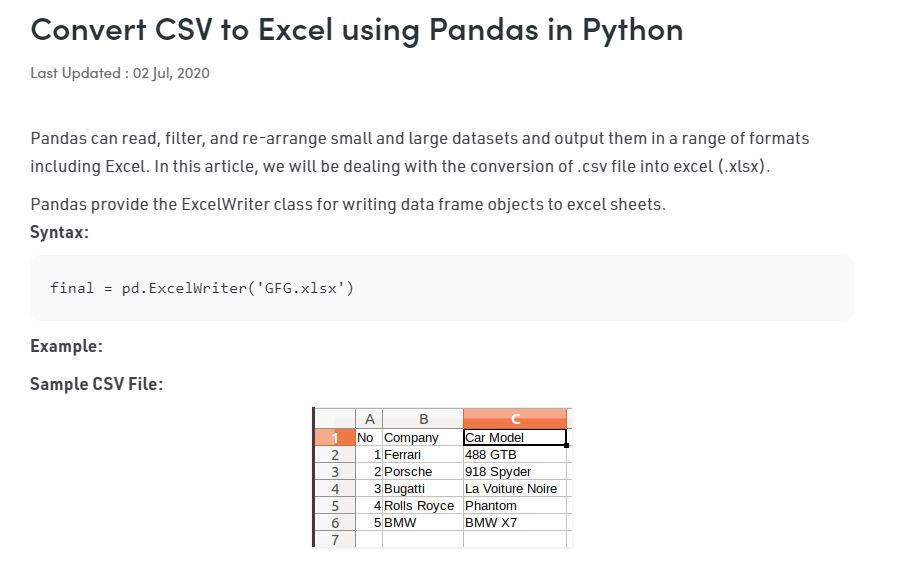 Convert CSV to Excel using Pandas in Python
Last Updated : 02 Jul, 2020
Pandas can read, filter, and re-arrange small and large datasets and output them in a range of formats
including Excel. In this article, we will be dealing with the conversion of .csv file into excel (.xlsx).
Pandas provide the ExcelWriter class for writing data frame objects to excel sheets.
Syntax:
final = pd.ExcelWriter('GFG.xlsx')
Example:
Sample CSV File:
A B C
1 No Company Car Model
2 1 Ferrari 488 GTB
3 2 Porsche 918 Spyder
4 3 Bugatti La Voiture Noire
5 4 Rolls Royce Phantom
6 5 BMW BMW X7
7